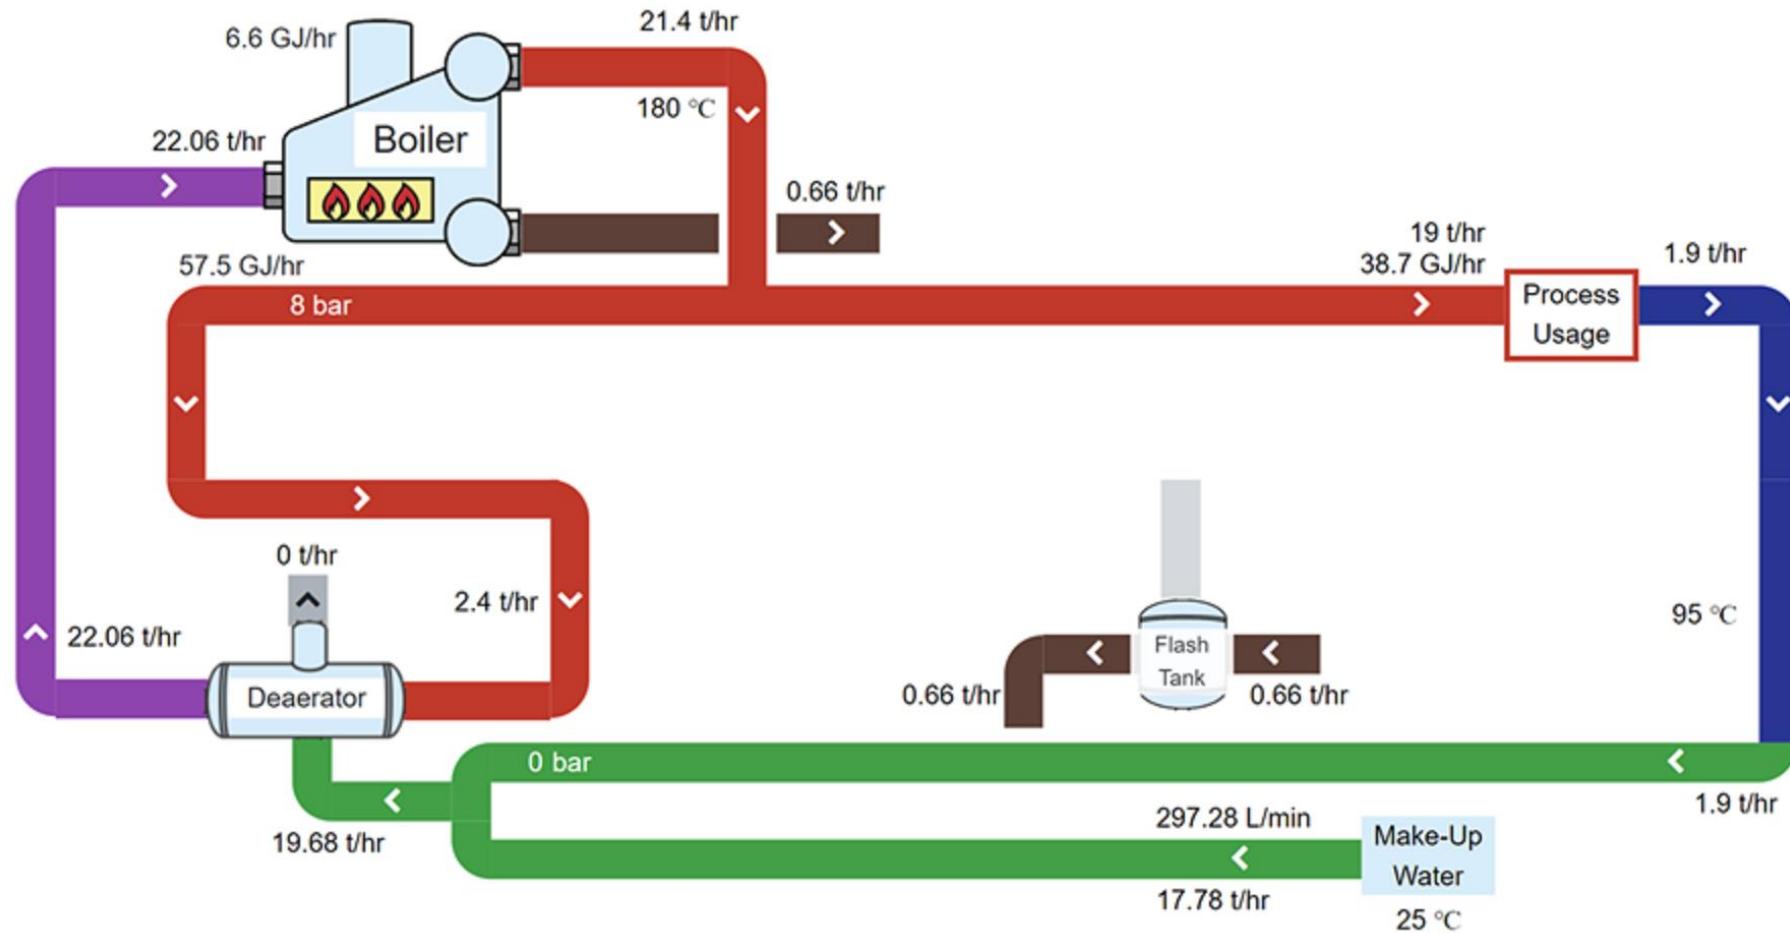 21.4 t/hr
6.6 GJ/hr
180 °C
Boiler
22.06 t/hr
0.66 t/hr
57.5 GJ/hr
19 t/hr
38.7 GJ/hr
1.9 t/hr
8 bar
Process
Usage
0 t/hr
2.4 t/hr
22.06 t/hr
Deaerator
Flash
Tank
95 °C
0.66 t/hr
0.66 t/hr
0 bar
1.9 t/hr
19.68 t/hr
297.28 L/min
Make-Up
Water
17.78 t/hr
25 °C